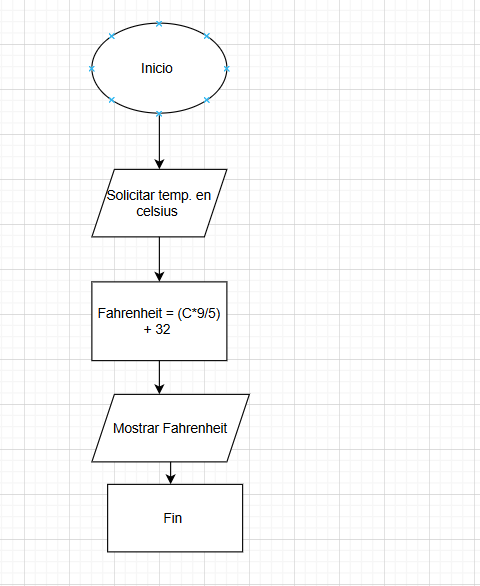 Inicio
Solicitar temp. en
celsius
Fahrenheit = (C*9/5)
+ 32
Mostrar Fahrenheit
Fin